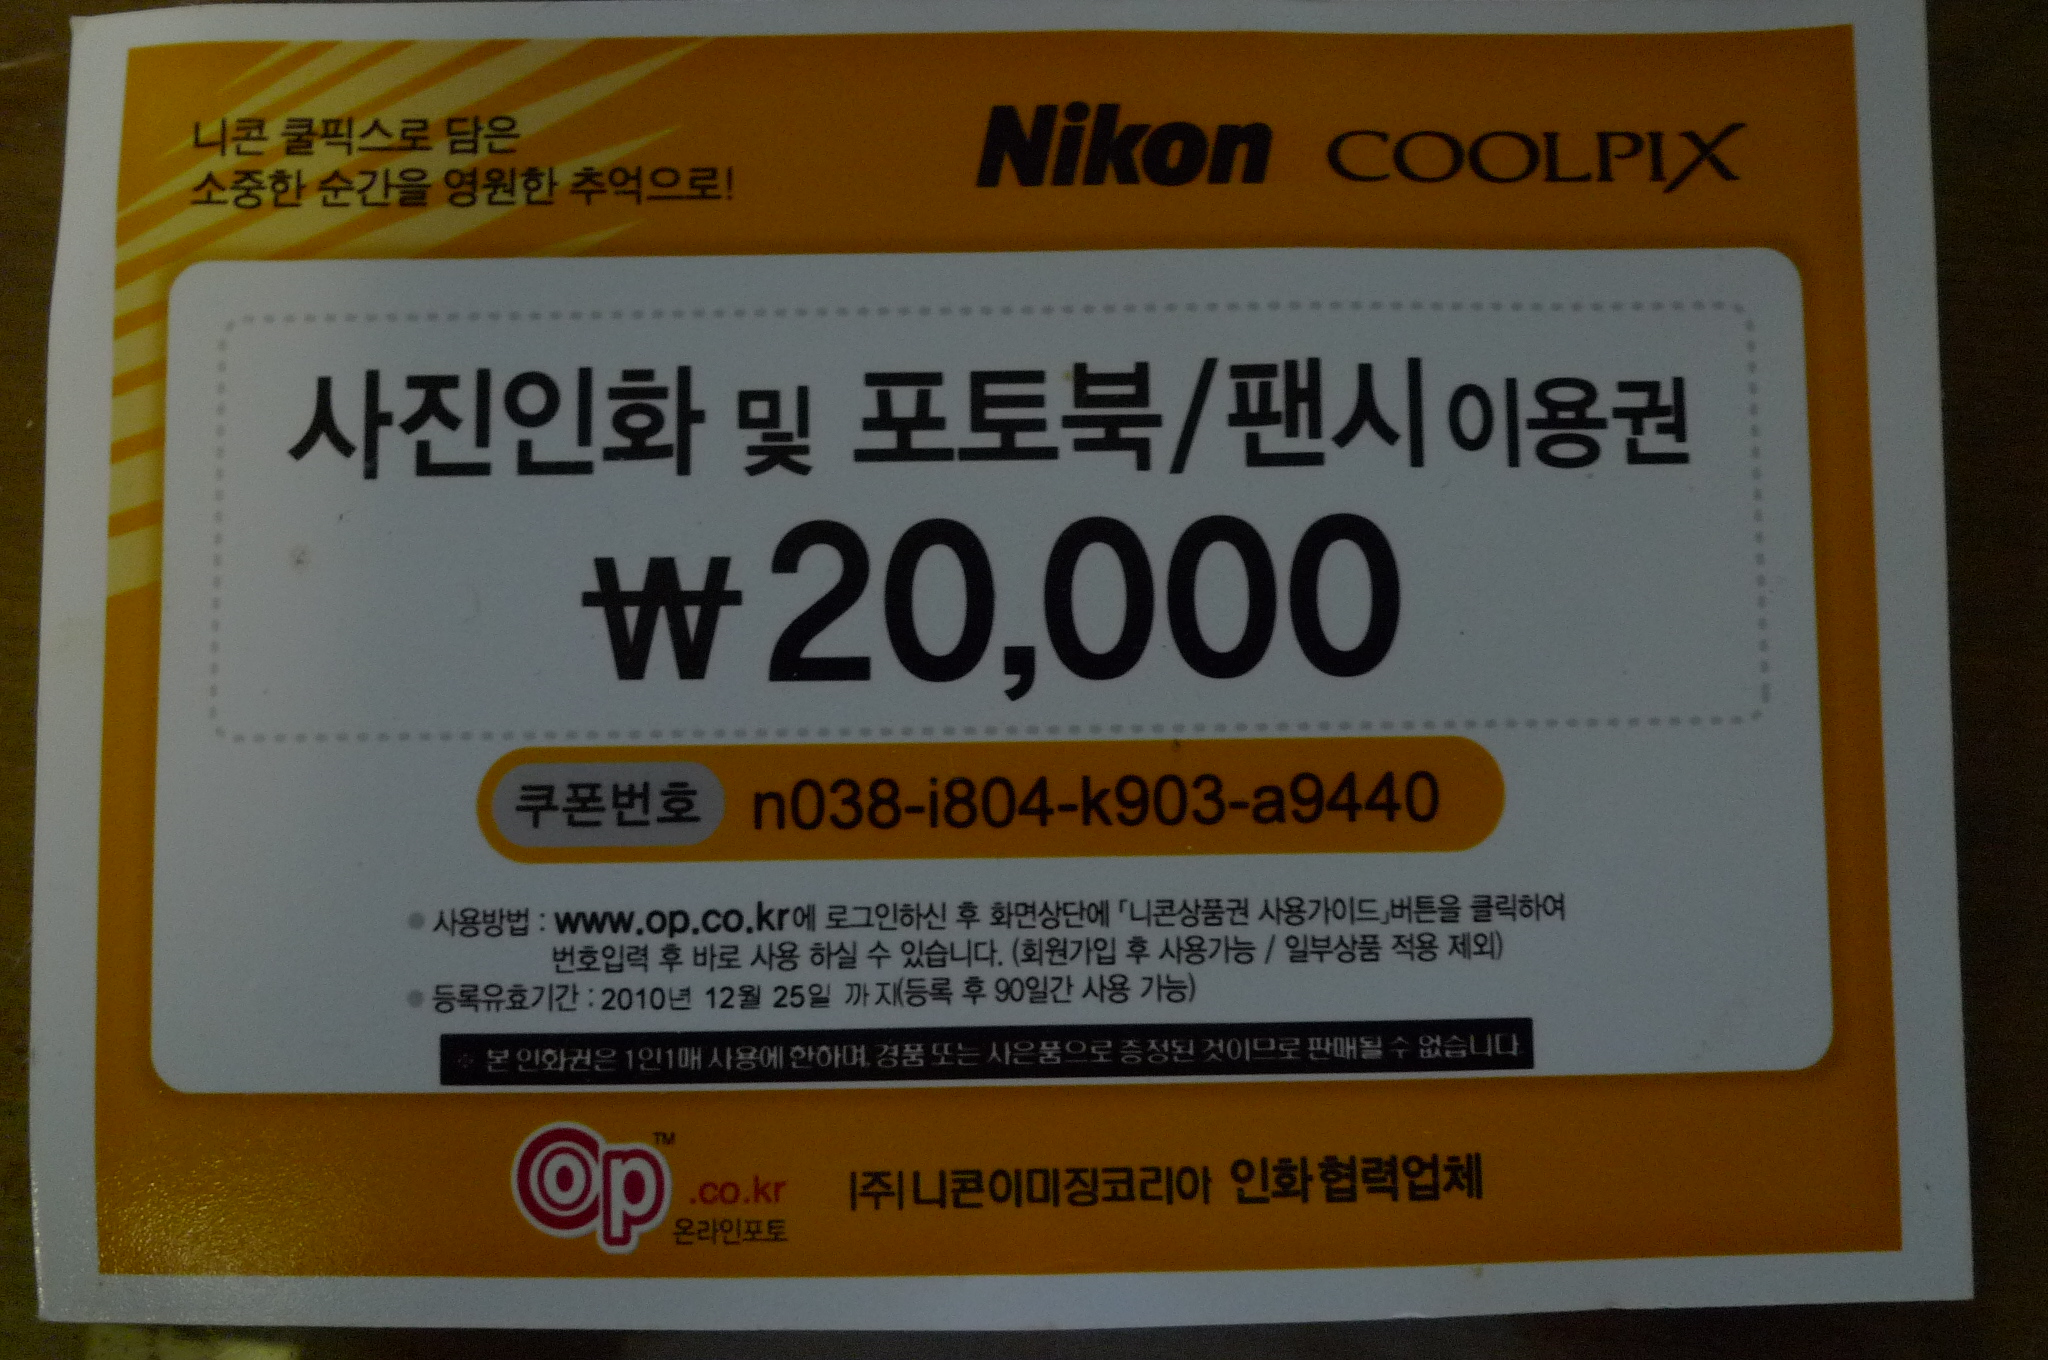 니콘 쿨픽스로 담은
소중한 순간을 영원한 추억으로!
Nikon COOLPIX
사진인화 및 포토북/팬시 이용권
₩20,000
쿠폰번호 n038-i804-k903-a9440
사용방법 : www.op.co.kr에 로그인하신 후 화면상단에 「니콘상품권 사용가이드」버튼을 클릭하여
번호입력 후 바로 사용 하실 수 있습니다. (회원가입 후 사용가능 / 일부상품 적용 제외)
등록유효기간 : 2010년 12월 25일 까지(등록 후 90일간 사용 가능)
※ 본 인화권은 1인1매 사용에 한하며, 경품 또는 사은품으로 증정된 것이므로 판매될 수 없습니다.
op™.co.kr
온라인포토
|주|니콘이미징코리아 인화협력업체